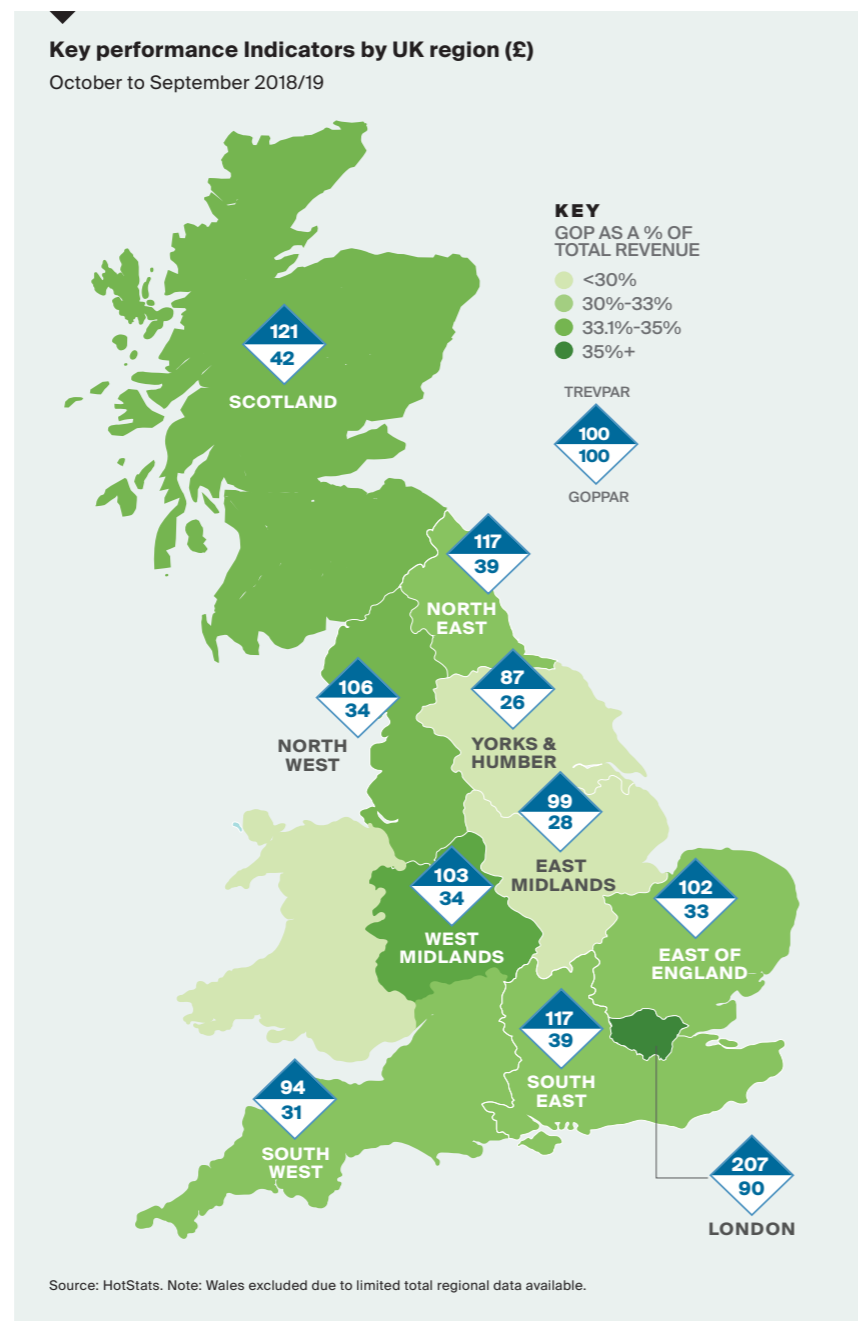 Key performance Indicators by UK region (£)
October to September 2018/19
KEY
GOP AS A % OF
TOTAL REVENUE
<30%
30%-33%
33.1%-35%
35%+
TREVPAR
100
100
GOPPAR
121
42
SCOTLAND
117
39
NORTH
EAST
106
34
NORTH
WEST
87
26
YORKS &
HUMBER
99
28
EAST
MIDLANDS
103
34
WEST
MIDLANDS
102
33
EAST OF
ENGLAND
117
39
SOUTH
EAST
94
31
SOUTH
WEST
207
90
LONDON
Source: HotStats. Note: Wales excluded due to limited total regional data available.